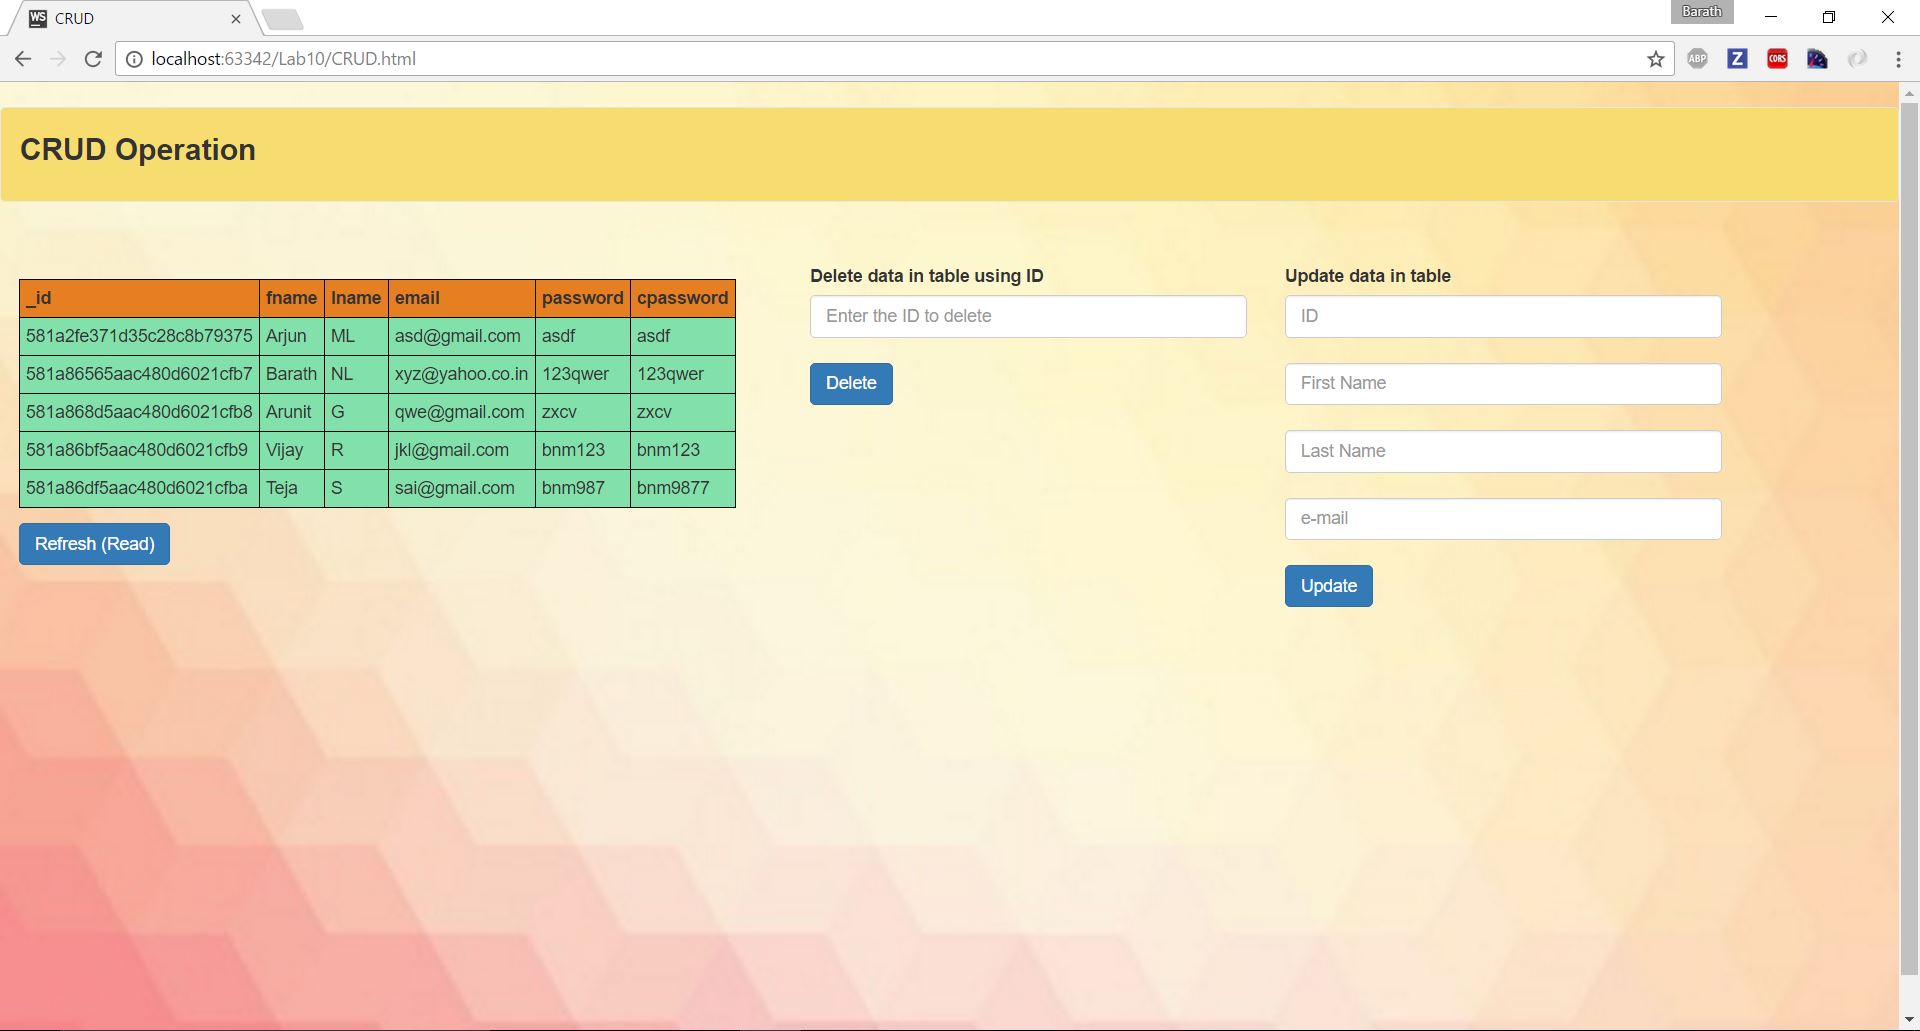 WS CRUD
Barath
localhost:63342/Lab10/CRUD.html
ABP Z CORS
CRUD Operation
_id fname lname email password cpassword
581a2fe371d35c28c8b79375 Arjun ML asd@gmail.com asdf asdf
581a86565aac480d6021cfb7 Barath NL xyz@yahoo.co.in 123qwer 123qwer
581a868d5aac480d6021cfb8 Arunit G qwe@gmail.com zxcv zxcv
581a86bf5aac480d6021cfb9 Vijay R jkl@gmail.com bnm123 bnm123
581a86df5aac480d6021cfba Teja S sai@gmail.com bnm987 bnm9877
Refresh (Read)
Delete data in table using ID
Enter the ID to delete
Delete
Update data in table
ID
First Name
Last Name
e-mail
Update